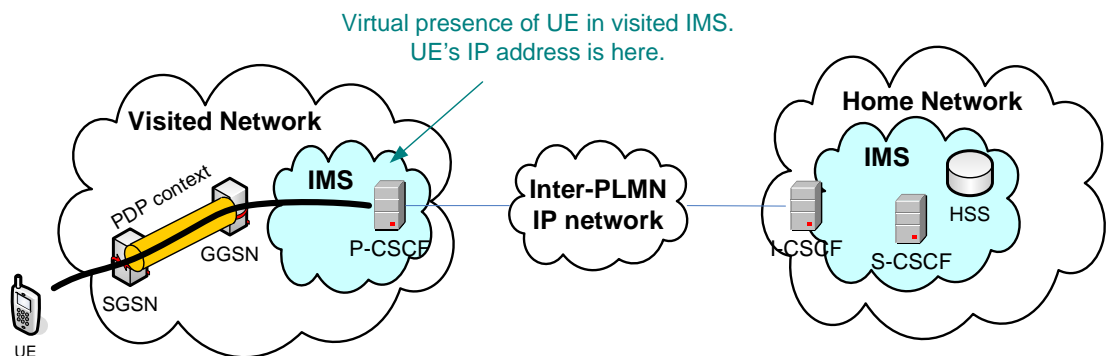 Virtual presence of UE in visited IMS.
UE's IP address is here.
Visited Network
Home Network
IMS
IMS
PDP context
Inter-PLMN
IP network
HSS
GGSN
P-CSCF
I-CSCF
S-CSCF
SGSN
UE